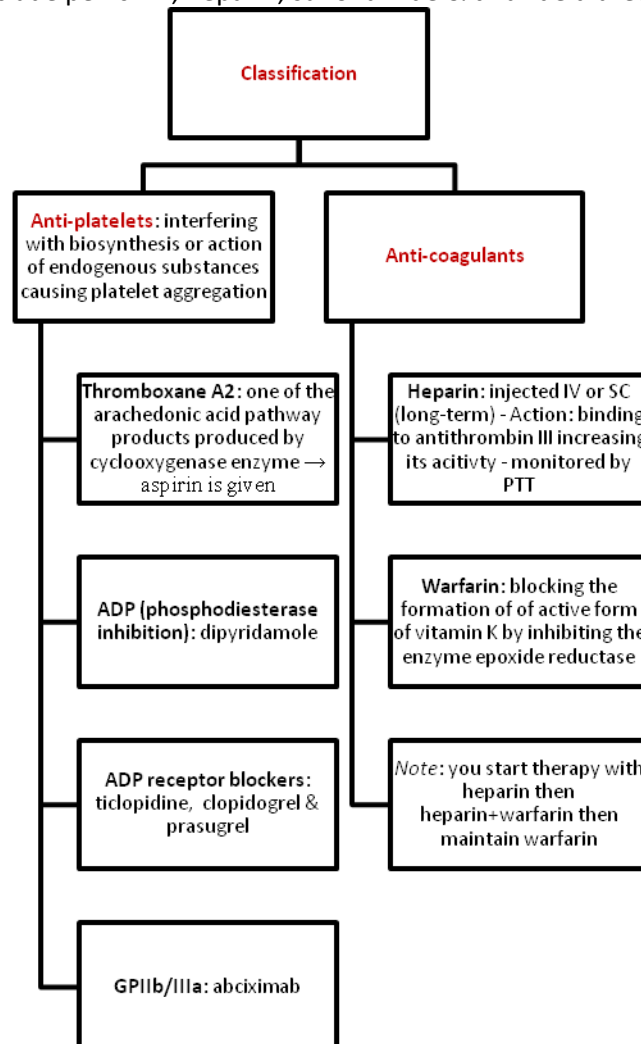 Classification
Anti-platelets: interfering
with biosynthesis or action
of endogenous substances
causing platelet aggregation
Anti-coagulants
Thromboxane A2: one of the
arachedonic acid pathway
products produced by
cyclooxygenase enzyme →
aspirin is given
ADP (phosphodiesterase
inhibition): dipyridamole
ADP receptor blockers:
ticlopidine, clopidogrel &
prasugrel
GPIIb/IIIa: abciximab
Heparin: injected IV or SC
(long-term) - Action: binding
to antithrombin III increasing
its acitivty - monitored by
PTT
Warfarin: blocking the
formation of of active form
of vitamin K by inhibiting the
enzyme epoxide reductase
Note: you start therapy with
heparin then
heparin+warfarin then
maintain warfarin